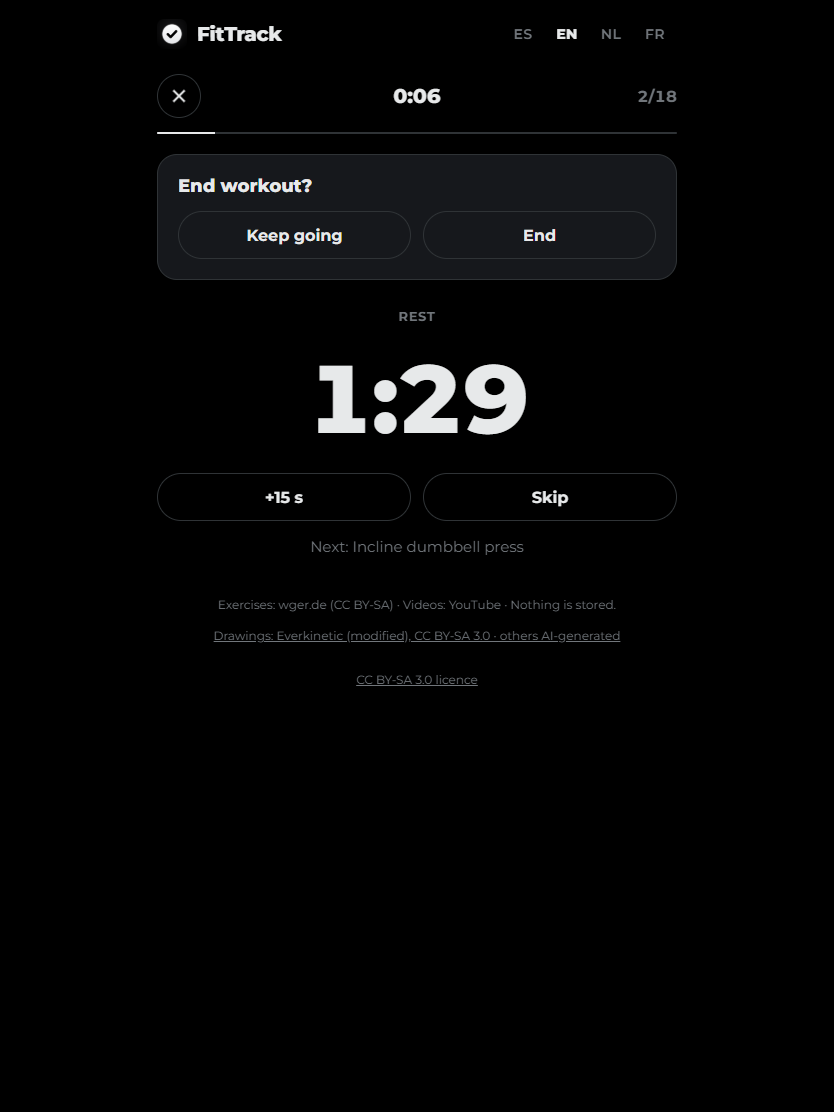 FitTrack ES EN NL FR
0:06 2/18
End workout?
Keep going End
REST
1:29
+15 s Skip
Next: Incline dumbbell press
Exercises: wger.de (CC BY-SA) · Videos: YouTube · Nothing is stored.
Drawings: Everkinetic (modified), CC BY-SA 3.0 · others AI-generated
CC BY-SA 3.0 licence